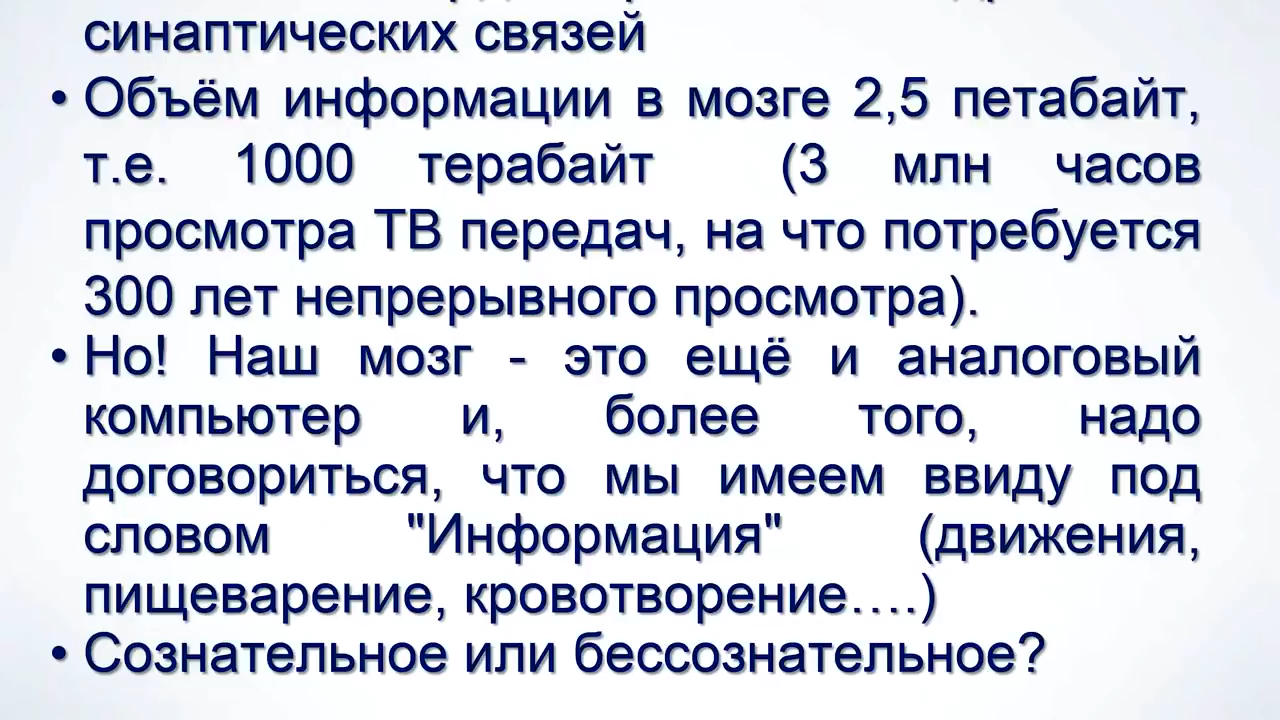 синаптических связей
• Объём информации в мозге 2,5 петабайт,
т.е. 1000 терабайт (3 млн часов
просмотра ТВ передач, на что потребуется
300 лет непрерывного просмотра).
• Но! Наш мозг - это ещё и аналоговый
компьютер и, более того, надо
договориться, что мы имеем ввиду под
словом "Информация" (движения,
пищеварение, кровотворение….)
• Сознательное или бессознательное?